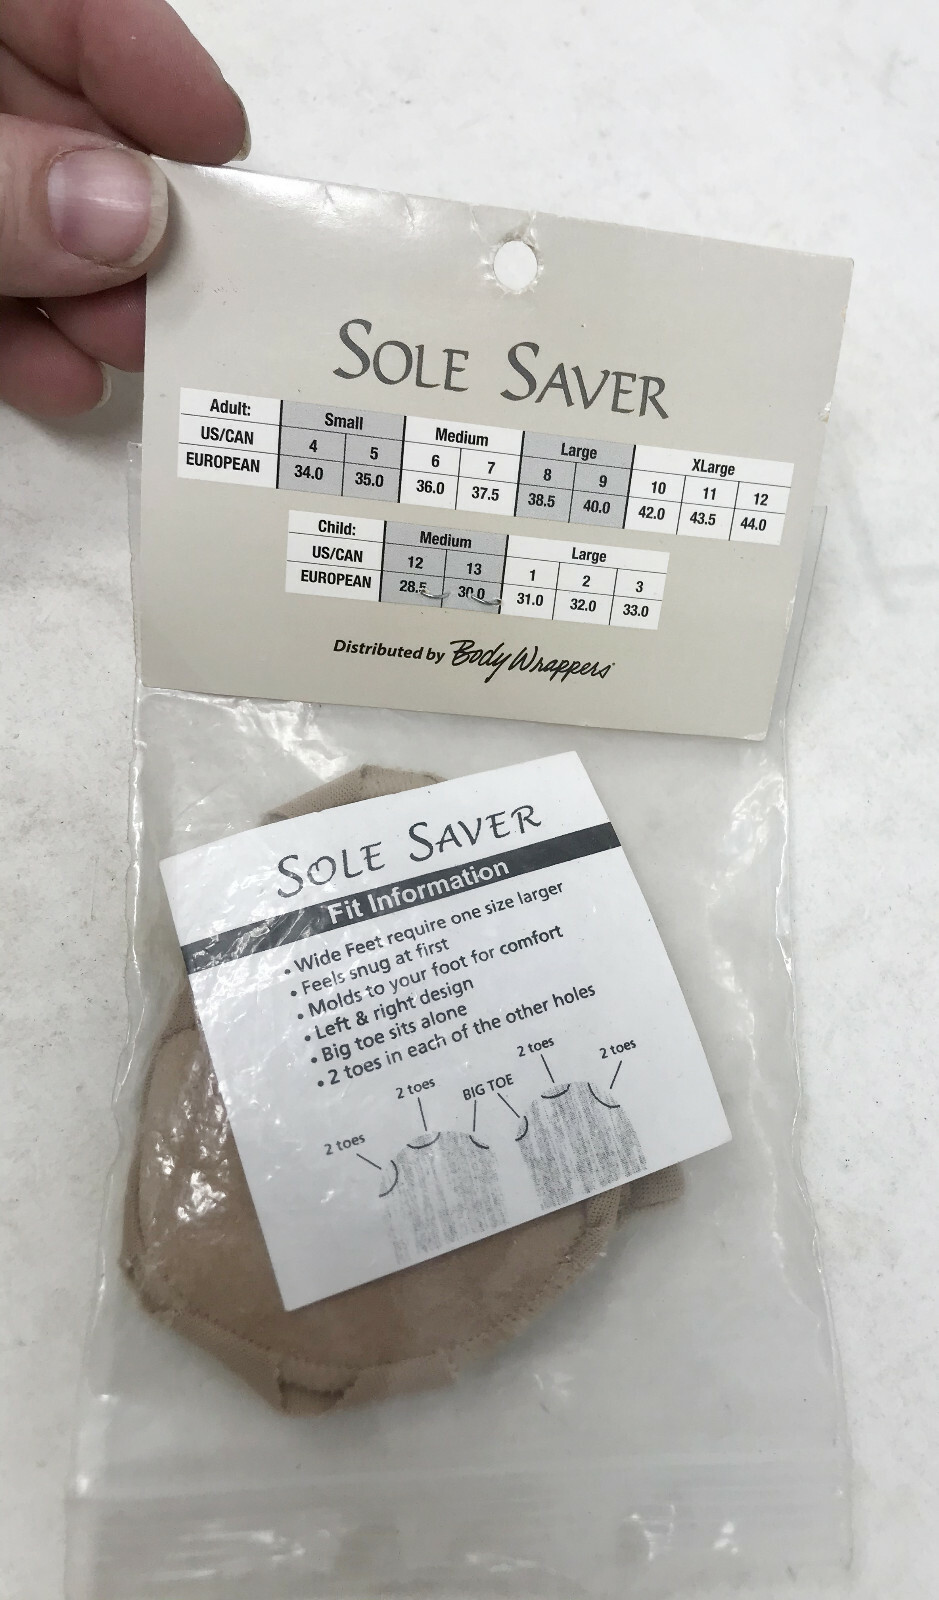 SOLE SAVER
Adult: Small Medium Large XLarge
US/CAN 4 5 6 7 8 9 10 11 12
EUROPEAN 34.0 35.0 36.0 37.5 38.5 40.0 42.0 43.5 44.0
Child: Medium Large
US/CAN 12 13 1 2 3
EUROPEAN 28.5 30.0 31.0 32.0 33.0
Distributed by Body Wrappers
SOLE SAVER
Fit Information
• Wide Feet require one size larger
• Feels snug at first
• Molds to your foot for comfort
• Left & right design
• Big toe sits alone
• 2 toes in each of the other holes
2 toes 2 toes BIG TOE 2 toes 2 toes